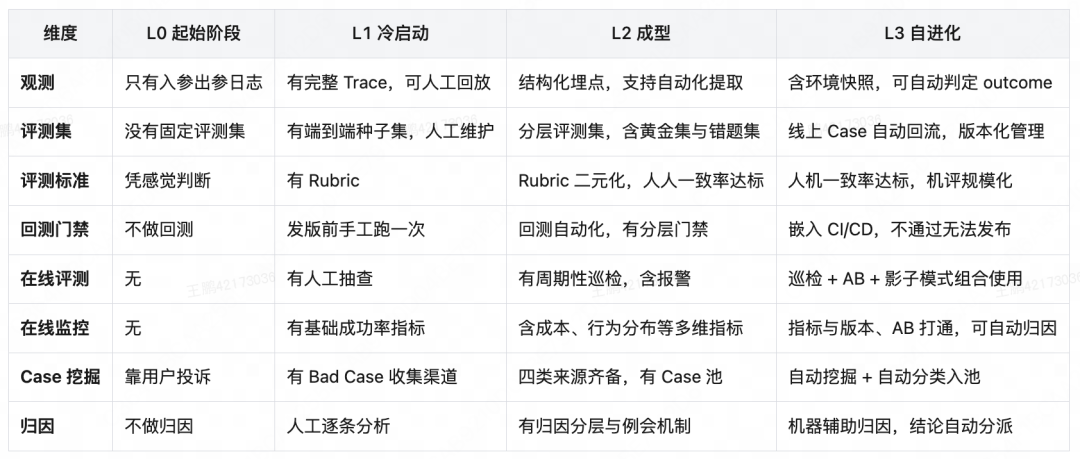 维度 L0 起始阶段 L1 冷启动 L2 成型 L3 自进化
观测 只有入参出参日志 有完整 Trace，可人工回放 结构化埋点，支持自动化提取 含环境快照，可自动判定 outcome
评测集 没有固定评测集 有端到端种子集，人工维护 分层评测集，含黄金集与错题集 线上 Case 自动回流，版本化管理
评测标准 凭感觉判断 有 Rubric Rubric 二元化，人人一致率达标 人机一致率达标，机评规模化
回测门禁 不做回测 发版前手工跑一次 回测自动化，有分层门禁 嵌入 CI/CD，不通过无法发布
在线评测 无 有人工抽查 有周期性巡检，含报警 巡检 + AB + 影子模式组合使用
在线监控 无 有基础成功率指标 含成本、行为分布等多维指标 指标与版本、AB 打通，可自动归因
Case 挖掘 靠用户投诉 有 Bad Case 收集渠道 四类来源齐备，有 Case 池 自动挖掘 + 自动分类入池
归因 不做归因 人工逐条分析 有归因分层与例会机制 机器辅助归因，结论自动分派